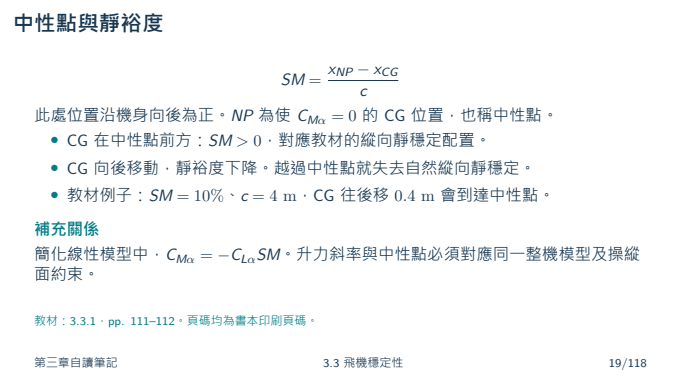 中性點與靜裕度
SM = (x_NP − x_CG) / c
此處位置沿機身向後為正。NP 為使 C_Mα = 0 的 CG 位置，也稱中性點。
• CG 在中性點前方：SM > 0，對應教材的縱向靜穩定配置。
• CG 向後移動，靜裕度下降。越過中性點就失去自然縱向靜穩定。
• 教材例子：SM = 10%、c = 4 m，CG 往後移 0.4 m 會到達中性點。
補充關係
簡化線性模型中，C_Mα = −C_Lα SM。升力斜率與中性點必須對應同一整機模型及操縱
面約束。
教材：3.3.1，pp. 111–112。頁碼均為書本印刷頁碼。
第三章自讀筆記 3.3 飛機穩定性 19/118